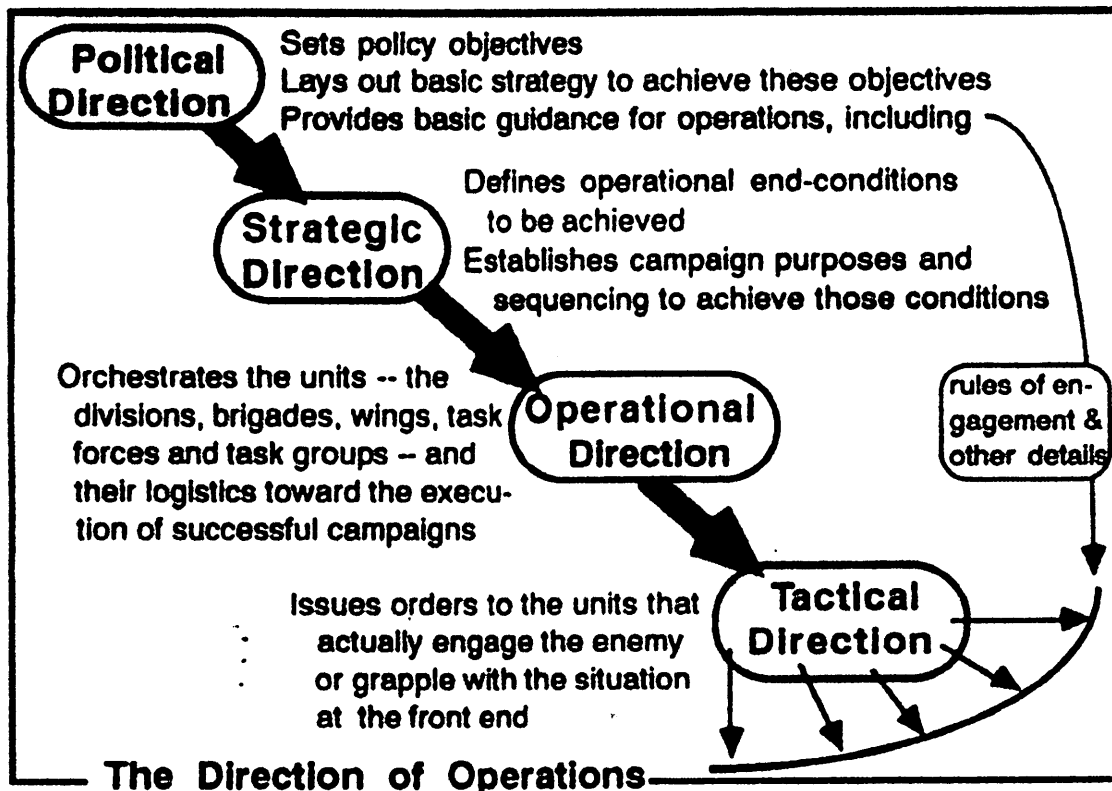 Political
Direction
Sets policy objectives
Lays out basic strategy to achieve these objectives
Provides basic guidance for operations, including
Strategic
Direction
Defines operational end-conditions
to be achieved
Establishes campaign purposes and
sequencing to achieve those conditions
Orchestrates the units -- the
divisions, brigades, wings, task
forces and task groups -- and
their logistics toward the execu-
tion of successful campaigns
Operational
Direction
rules of en-
gagement &
other details
Issues orders to the units that
actually engage the enemy
or grapple with the situation
at the front end
Tactical
Direction
The Direction of Operations